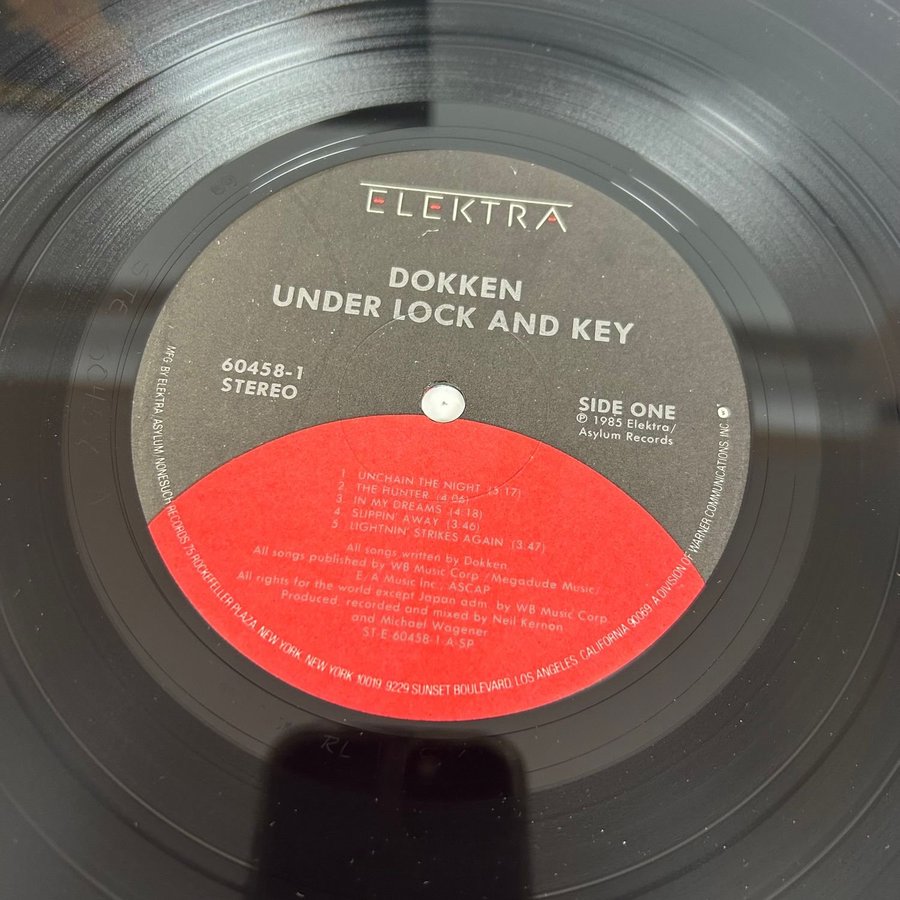 ELEKTRA
DOKKEN
UNDER LOCK AND KEY
60458-1
STEREO
SIDE ONE
℗ 1985 Elektra/
Asylum Records
1 UNCHAIN THE NIGHT (5:17)
2. THE HUNTER (4:06)
3 IN MY DREAMS (4:18)
4 SLIPPIN' AWAY (3:46)
5 LIGHTNIN' STRIKES AGAIN (3:47)
All songs written by Dokken
All songs published by WB Music Corp /Megadude Music/
E/A Music Inc., ASCAP
All rights for the world except Japan adm. by WB Music Corp.
Produced, recorded and mixed by Neil Kernon
and Michael Wagener
ST-E 60458-1 A-SP
MFG BY ELEKTRA/ASYLUM/NONESUCH RECORDS 75 ROCKEFELLER PLAZA, NEW YORK, NEW YORK 10019 9229 SUNSET BOULEVARD, LOS ANGELES, CALIFORNIA 90069 A DIVISION OF WARNER COMMUNICATIONS, INC.
RL